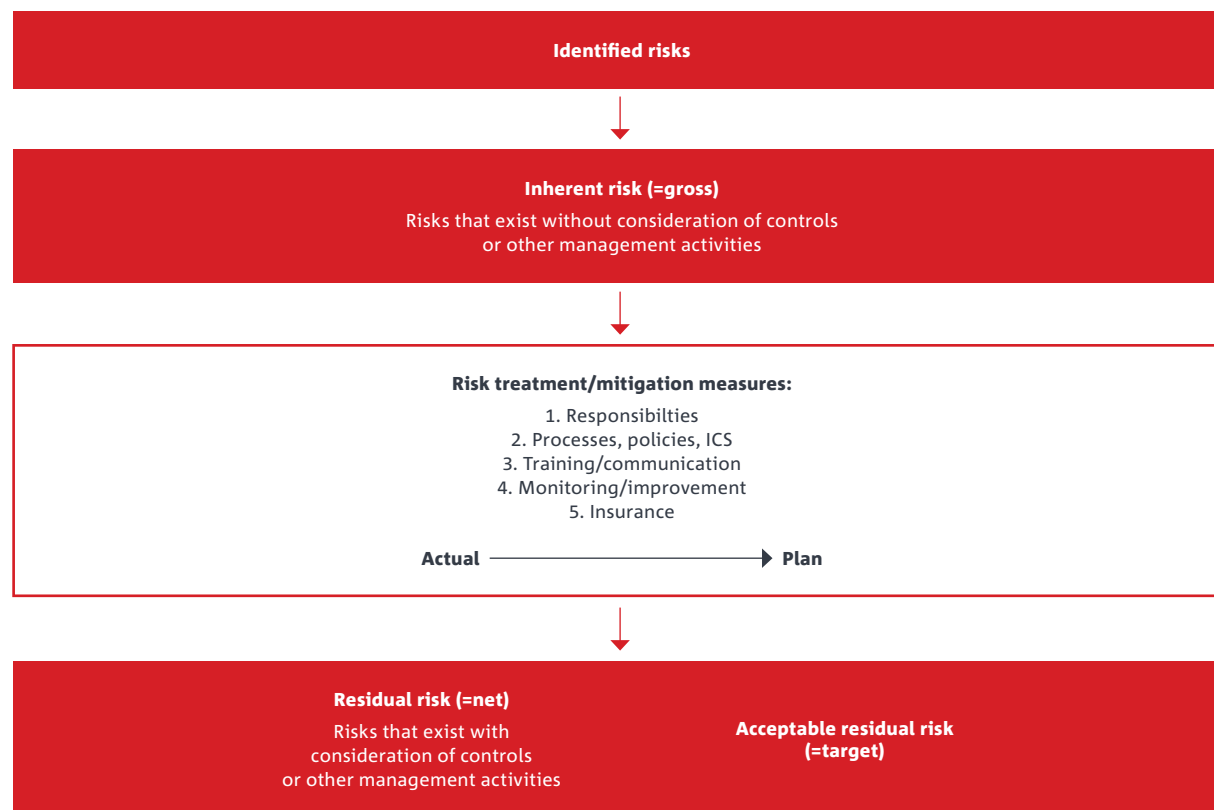 Identified risks
Inherent risk (=gross)
Risks that exist without consideration of controls
or other management activities
Risk treatment/mitigation measures:
1. Responsibilties
2. Processes, policies, ICS
3. Training/communication
4. Monitoring/improvement
5. Insurance
Actual
Plan
Residual risk (=net)
Risks that exist with
consideration of controls
or other management activities
Acceptable residual risk
(=target)